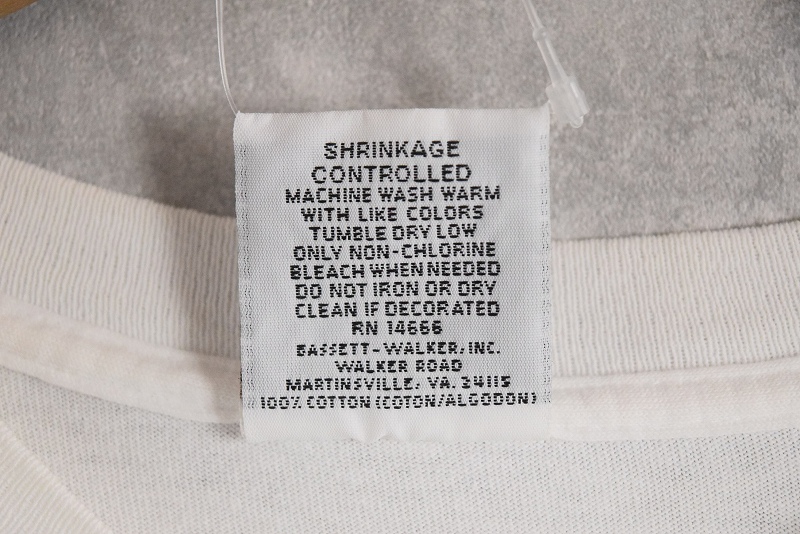 SHRINKAGE
CONTROLLED
MACHINE WASH WARM
WITH LIKE COLORS
TUMBLE DRY LOW
ONLY NON-CHLORINE
BLEACH WHEN NEEDED
DO NOT IRON OR DRY
CLEAN IF DECORATED
RN 14666
BASSETT-WALKER, INC.
WALKER ROAD
MARTINSVILLE, VA. 24115
100% COTTON (COTON/ALGODON)